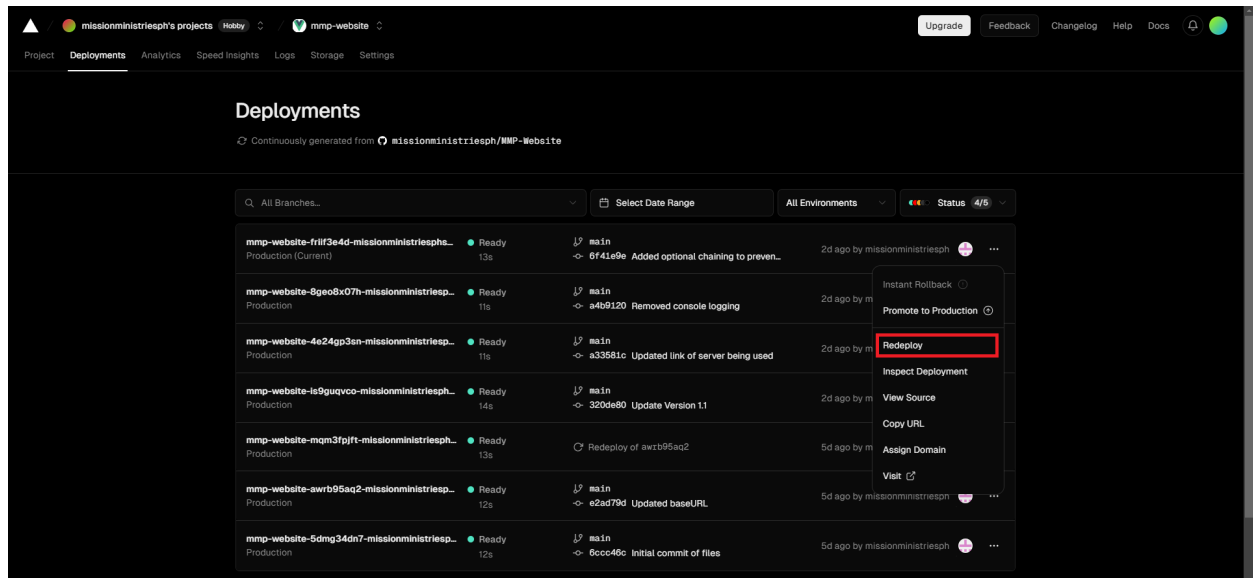 missionministriesph's projects Hobby mmp-website Upgrade Feedback Changelog Help Docs
Project Deployments Analytics Speed Insights Logs Storage Settings
Deployments
Continuously generated from missionministriesph/MMP-Website
All Branches... Select Date Range All Environments Status 4/5
mmp-website-friif3e4d-missionministriesphs... Ready main
Production (Current) 13s 6f41e9e Added optional chaining to preven... 2d ago by missionministriesph
mmp-website-8geo8x07h-missionministriesp... Ready main
Production 11s a4b9120 Removed console logging 2d ago by m
mmp-website-4e24gp3sn-missionministriesp... Ready main
Production 11s a33581c Updated link of server being used 2d ago by m
mmp-website-is9guqvco-missionministriesph... Ready main
Production 14s 320de80 Update Version 1.1 2d ago by m
mmp-website-mqm3fpjft-missionministriesph... Ready
Production 13s Redeploy of awrb95aq2 5d ago by m
mmp-website-awrb95aq2-missionministriesp... Ready main
Production 12s e2ad79d Updated baseURL 5d ago by missionministriesph
mmp-website-5dmg34dn7-missionministriesp... Ready main
Production 12s 6ccc46c Initial commit of files 5d ago by missionministriesph
Instant Rollback
Promote to Production
Redeploy
Inspect Deployment
View Source
Copy URL
Assign Domain
Visit